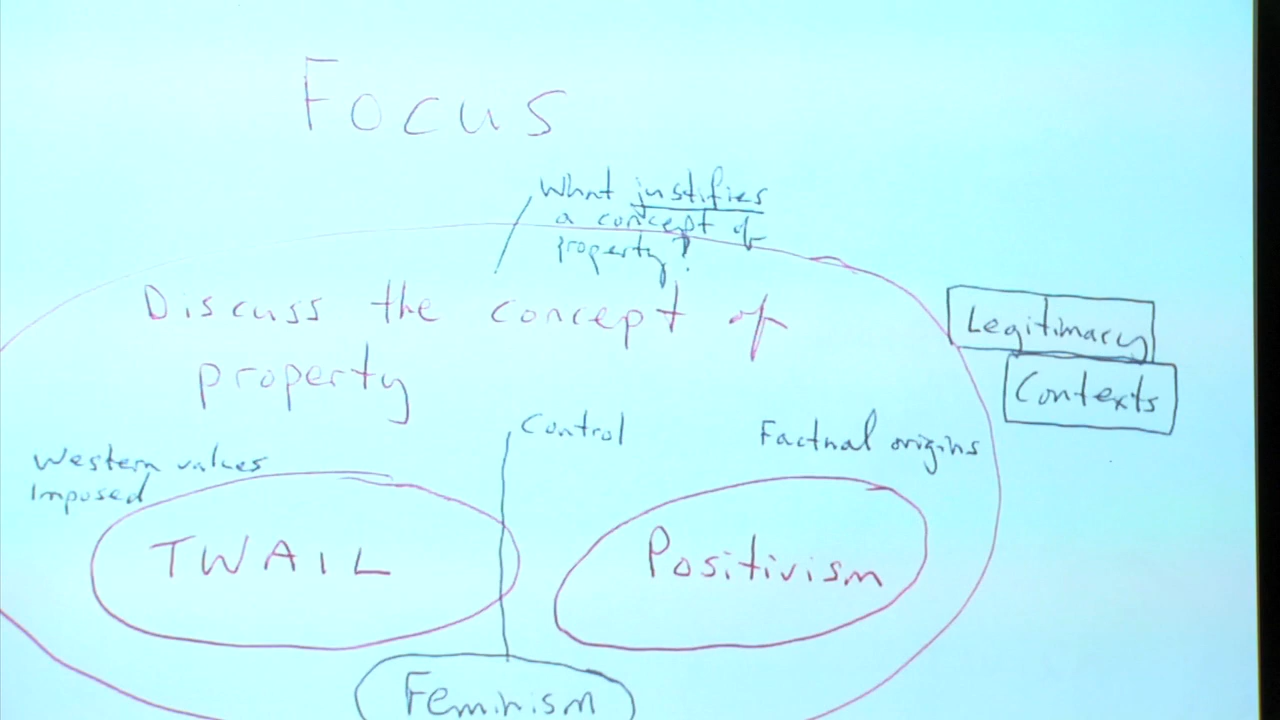 Focus
What justifies
a concept of
property?
Discuss the concept of
property
Legitimacy
Contexts
Control
Factual origins
Western values
Imposed
TWAIL
Positivism
Feminism